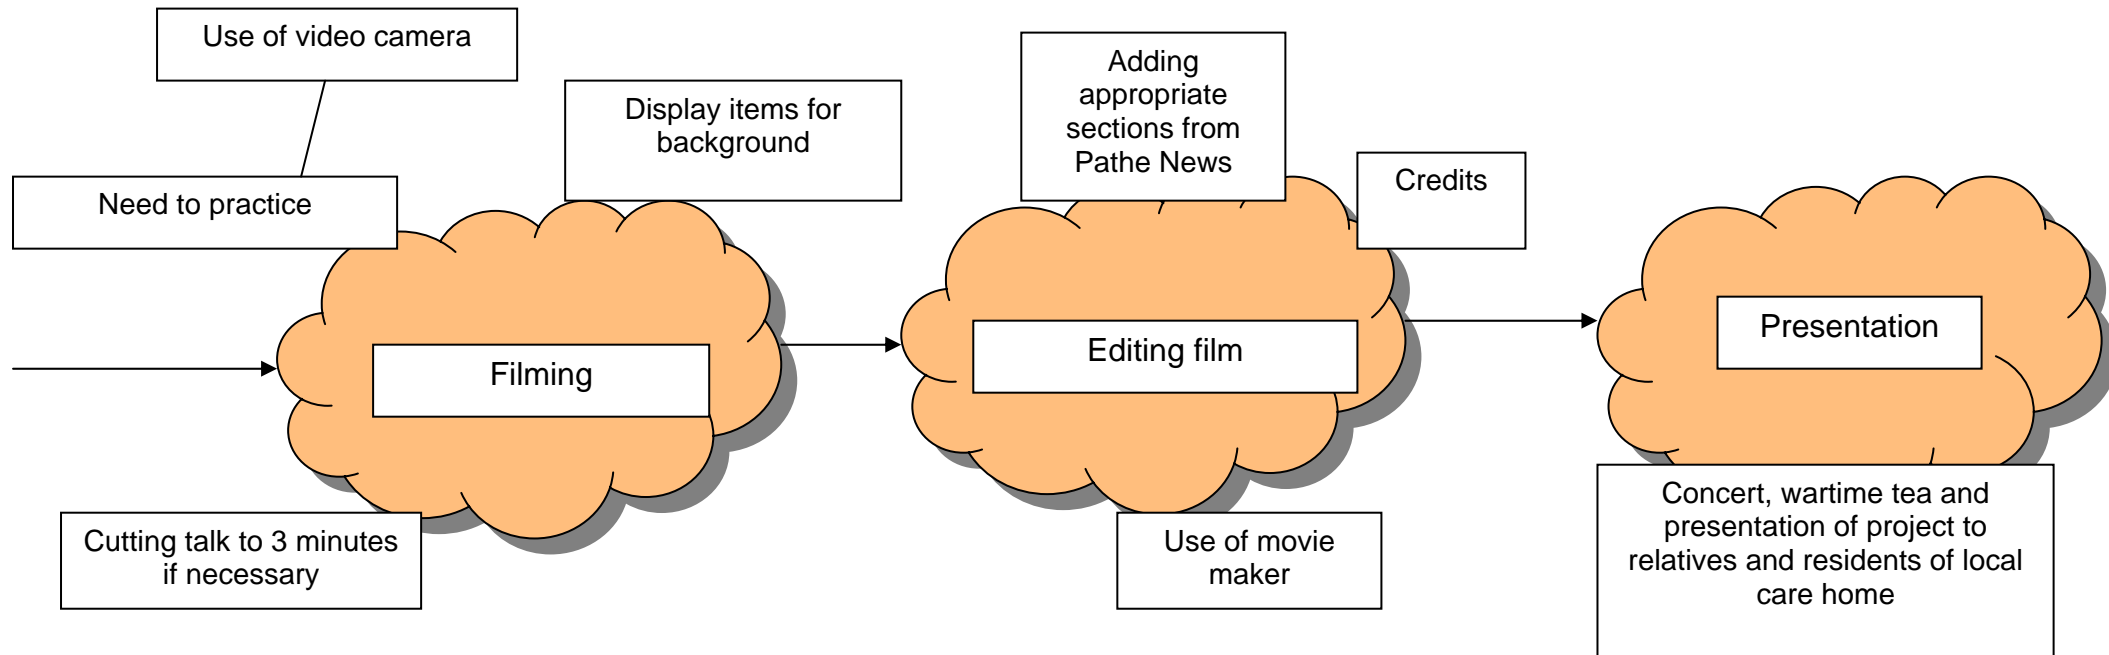 Use of video camera
Need to practice
Display items for
background
Filming
Cutting talk to 3 minutes
if necessary
Adding
appropriate
sections from
Pathe News
Credits
Editing film
Use of movie
maker
Presentation
Concert, wartime tea and
presentation of project to
relatives and residents of local
care home